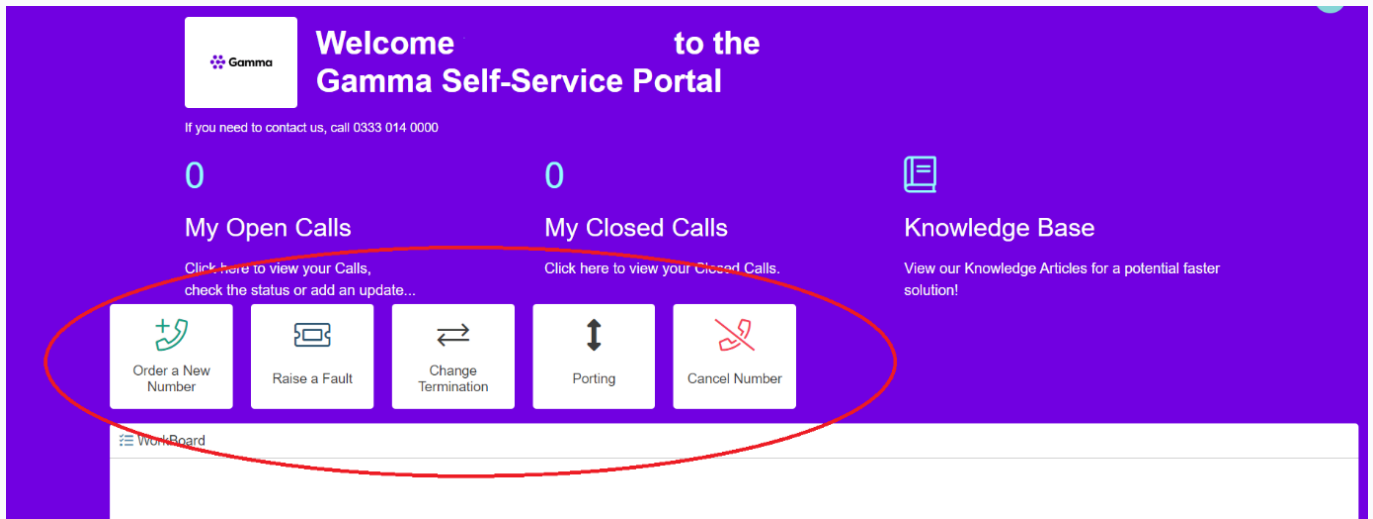 Gamma
Welcome to the
Gamma Self-Service Portal
If you need to contact us, call 0333 014 0000
0
My Open Calls
Click here to view your Calls,
check the status or add an update...
0
My Closed Calls
Click here to view your Closed Calls.
Knowledge Base
View our Knowledge Articles for a potential faster
solution!
Order a New
Number
Raise a Fault
Change
Termination
Porting
Cancel Number
WorkBoard